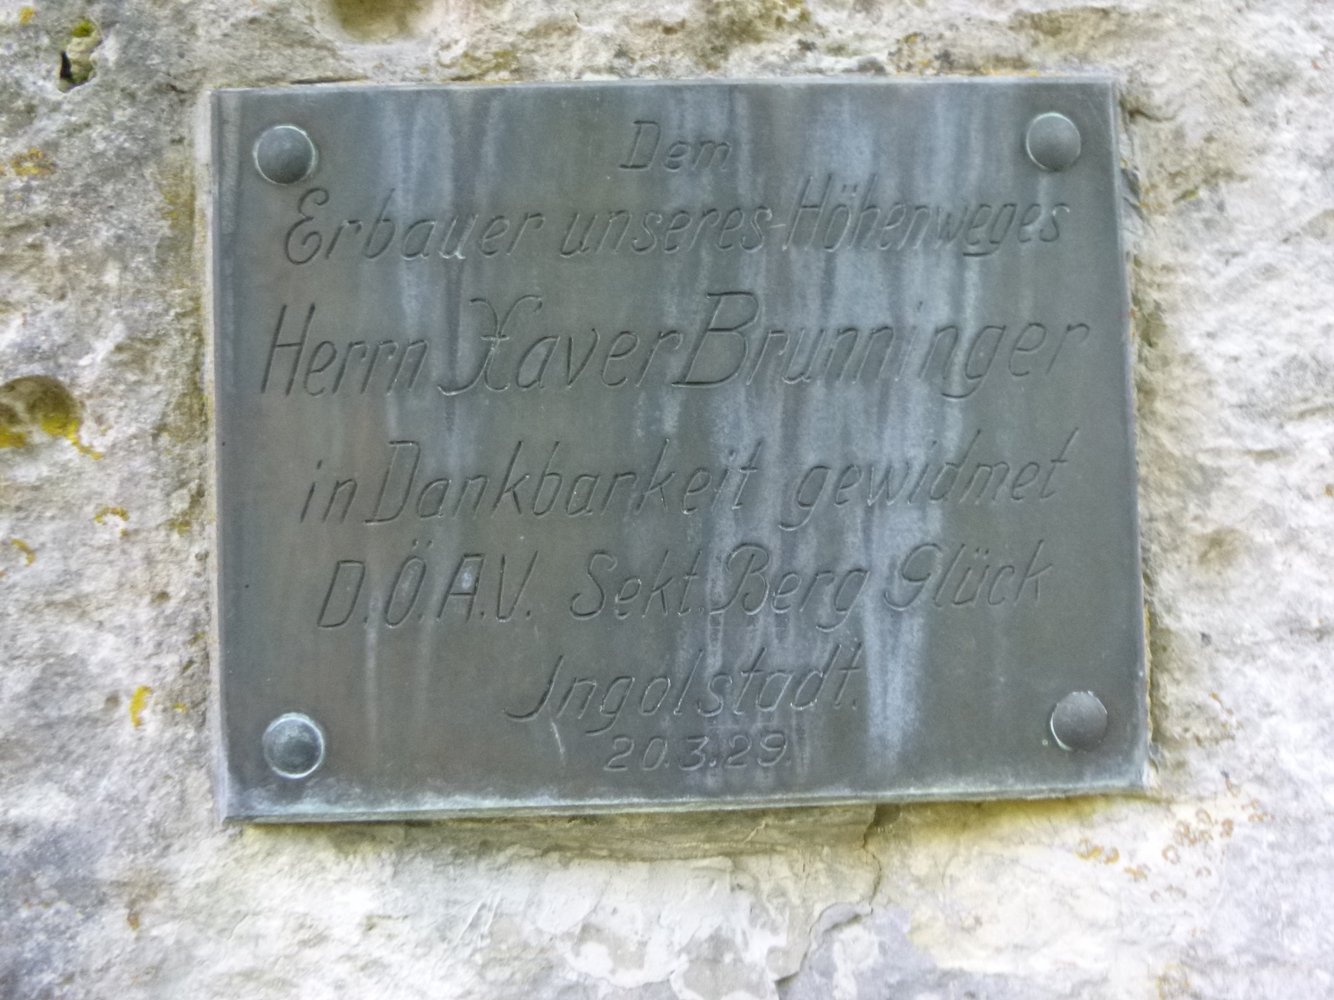 Dem
Erbauer unseres Höhenweges
Herrn Xaver Brunninger
in Dankbarkeit gewidmet
D.Ö.A.V. Sekt. Berg Glück
Ingolstadt.
20.3.29.